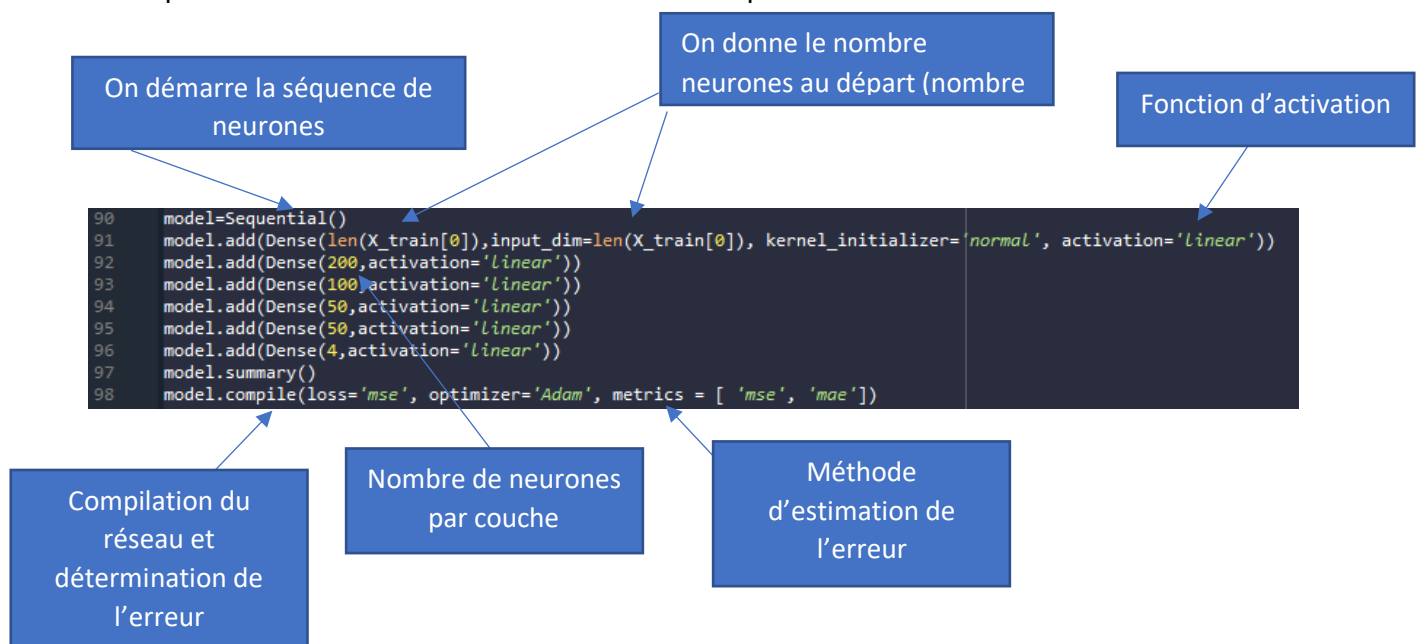 On donne le nombre
neurones au départ (nombre
On démarre la séquence de
neurones
Fonction d'activation
90 model=Sequential()
91 model.add(Dense(len(X_train[0]),input_dim=len(X_train[0]), kernel_initializer='normal', activation='linear'))
92 model.add(Dense(200,activation='linear'))
93 model.add(Dense(100,activation='linear'))
94 model.add(Dense(50,activation='linear'))
95 model.add(Dense(50,activation='linear'))
96 model.add(Dense(4,activation='linear'))
97 model.summary()
98 model.compile(loss='mse', optimizer='Adam', metrics = [ 'mse', 'mae'])
Compilation du
réseau et
détermination de
l'erreur
Nombre de neurones
par couche
Méthode
d'estimation de
l'erreur